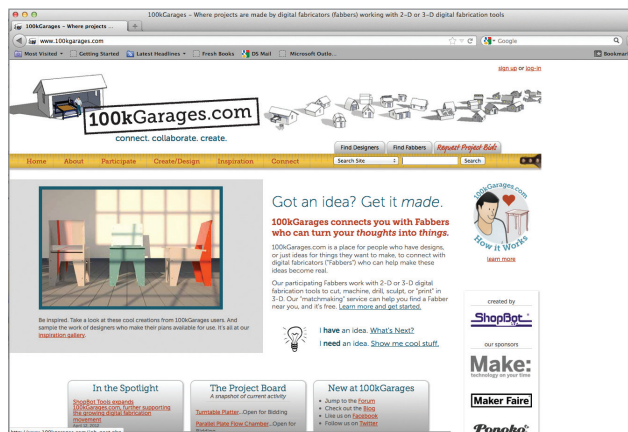 100kGarages – Where projects are made by digital fabricators (fabbers) working with 2–D or 3–D digital fabrication tools
100kGarages – Where projects ...
www.100kgarages.com
Google
Most Visited
Getting Started
Latest Headlines
Fresh Books
DS Mail
Microsoft Outlo...
Bookmar
sign up or log-in
100kGarages.com
connect. collaborate. create.
Find Designers
Find Fabbers
Request Project Bids
Home
About
Participate
Create/Design
Inspiration
Connect
Search Site
Search
Got an idea? Get it made.
100kGarages connects you with Fabbers
who can turn your thoughts into things.
100kGarages.com is a place for people who have designs,
or just ideas for things they want to make, to connect with
digital fabricators ("Fabbers") who can help make these
ideas become real.
Our participating Fabbers work with 2-D or 3-D digital
fabrication tools to cut, machine, drill, sculpt, or "print" in
3-D. Our "matchmaking" service can help you find a Fabber
near you, and it's free. Learn more and get started.
I have an idea. What's Next?
I need an idea. Show me cool stuff.
100kGarages.com
How it Works
learn more
Be inspired. Take a look at these cool creations from 100kGarages users. And
sample the work of designers who make their plans available for use. It's all at our
inspiration gallery.
created by
ShopBot
our sponsors
Make:
technology on your time
Maker Faire
Ponoko
In the Spotlight
ShopBot Tools expands
100kGarages.com, further supporting
the growing digital fabrication
movement
The Project Board
A snapshot of current activity
Turntable Platter...Open for Bidding
Parallel Plate Flow Chamber...Open for
Bidding
New at 100kGarages
Jump to the Forum
Check out the Blog
Like us on Facebook
Follow us on Twitter